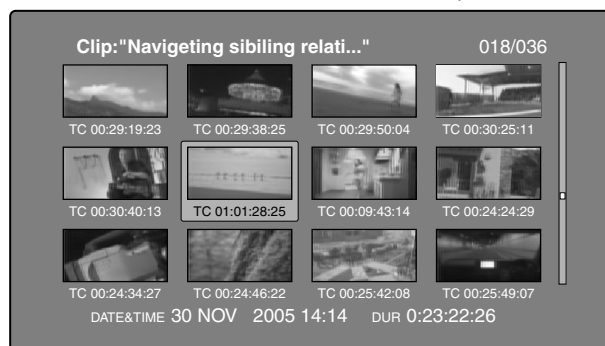 Clip:"Navigeting sibiling relati..." 018/036
TC 00:29:19:23 TC 00:29:38:25 TC 00:29:50:04 TC 00:30:25:11
TC 00:30:40:13 TC 01:01:28:25 TC 00:09:43:14 TC 00:24:24:29
TC 00:24:34:27 TC 00:24:46:22 TC 00:25:42:08 TC 00:25:49:07
DATE&TIME 30 NOV 2005 14:14 DUR 0:23:22:26